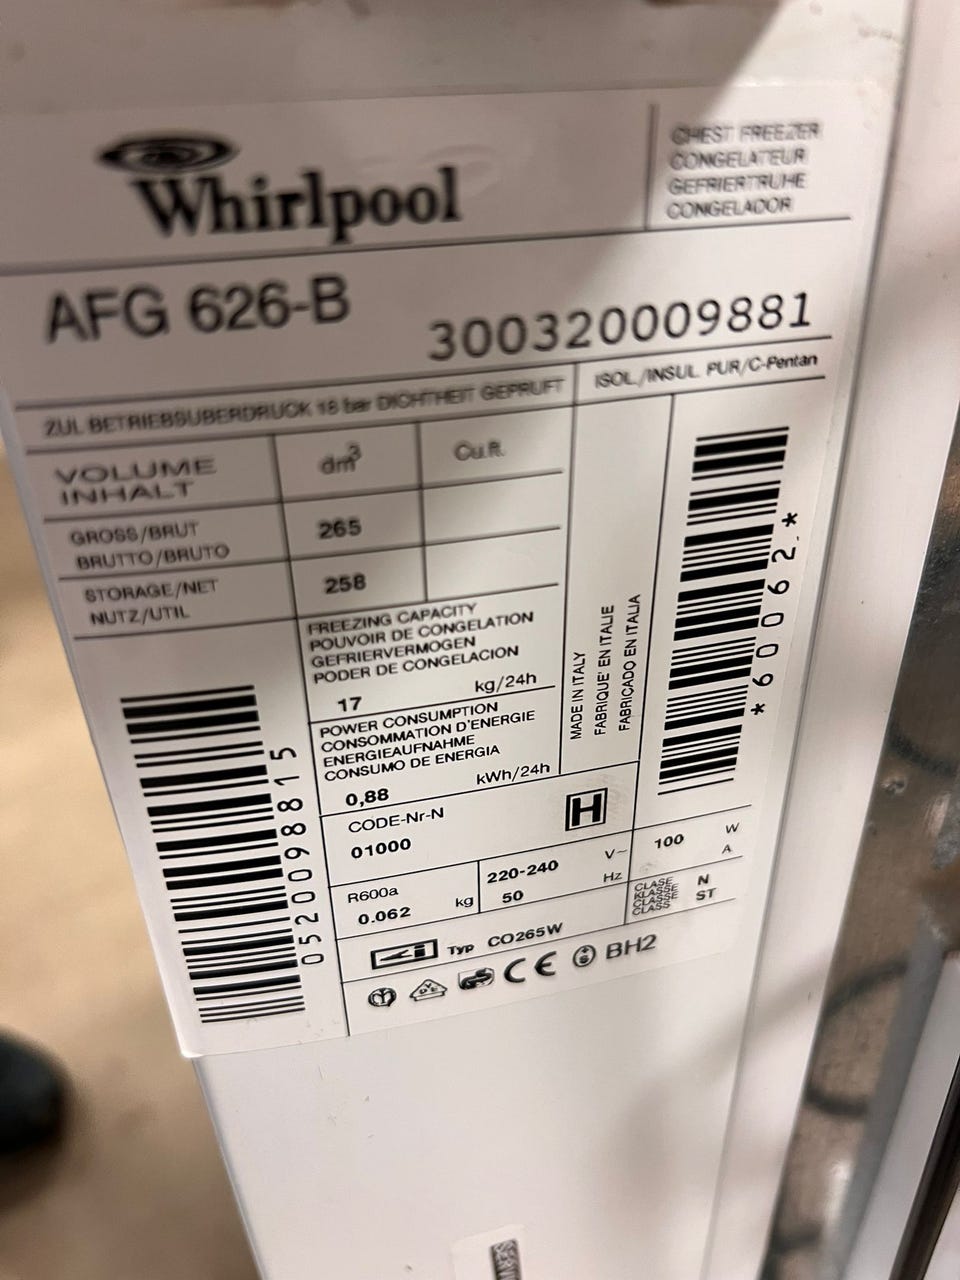 Whirlpool
CHEST FREEZER
CONGELATEUR
GEFRIERTRUHE
CONGELADOR
AFG 626-B
300320009881
ZUL BETRIEBSUBERDRUCK 18 bar DICHTHEIT GEPRUFT
ISOL./INSUL PUR/C-Pentan
VOLUME
INHALT
dm³
Cu.ft.
GROSS/BRUT
BRUTTO/BRUTO
265
STORAGE/NET
NUTZ/UTIL
258
FREEZING CAPACITY
POUVOIR DE CONGELATION
GEFRIERVERMOGEN
PODER DE CONGELACION
17 kg/24h
POWER CONSUMPTION
CONSOMMATION D'ENERGIE
ENERGIEAUFNAHME
CONSUMO DE ENERGIA
0,88 kWh/24h
MADE IN ITALY
FABRIQUE' EN ITALIE
FABRICADO EN ITALIA
*60062.*
0520098815
CODE-Nr-N
01000
H
R600a
0.062 kg
220-240 V~
50 Hz
100 W
A
CLASE
KLASSE
CLASSE
CLASS
N
ST
Typ CO265W
CE
BH2